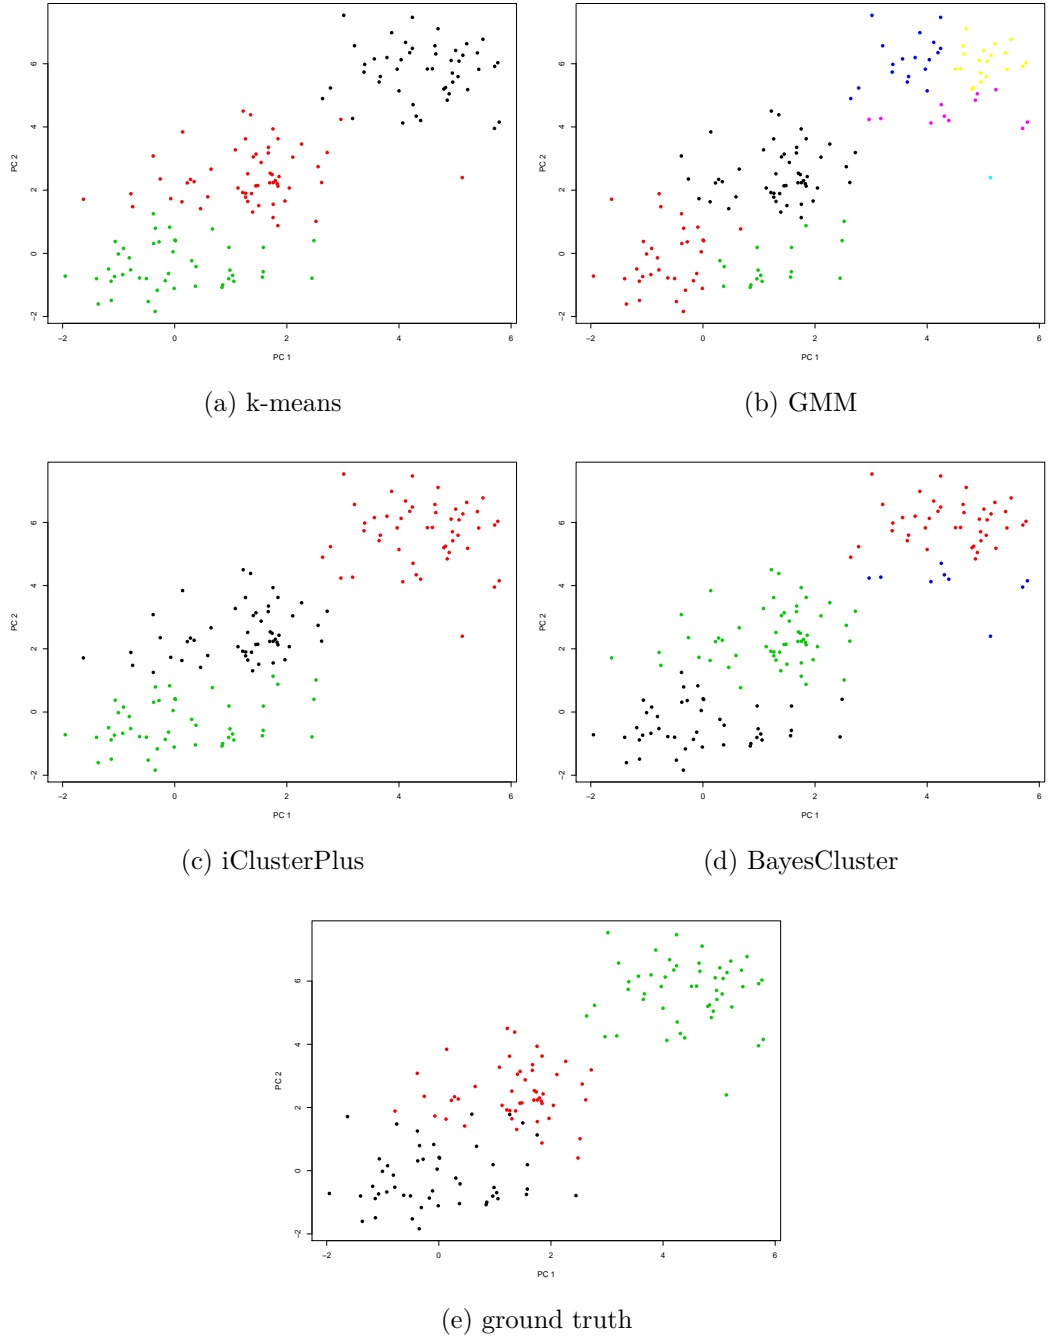 6
4
2
0
−2
PC 2
−2 0 2 4 6
PC 1
6
4
2
0
−2
PC 2
−2 0 2 4 6
PC 1
(a) k-means
(b) GMM
6
4
2
0
−2
PC 2
−2 0 2 4 6
PC 1
6
4
2
0
−2
PC 2
−2 0 2 4 6
PC 1
(c) iClusterPlus
(d) BayesCluster
6
4
2
0
−2
PC 2
−2 0 2 4 6
PC 1
(e) ground truth